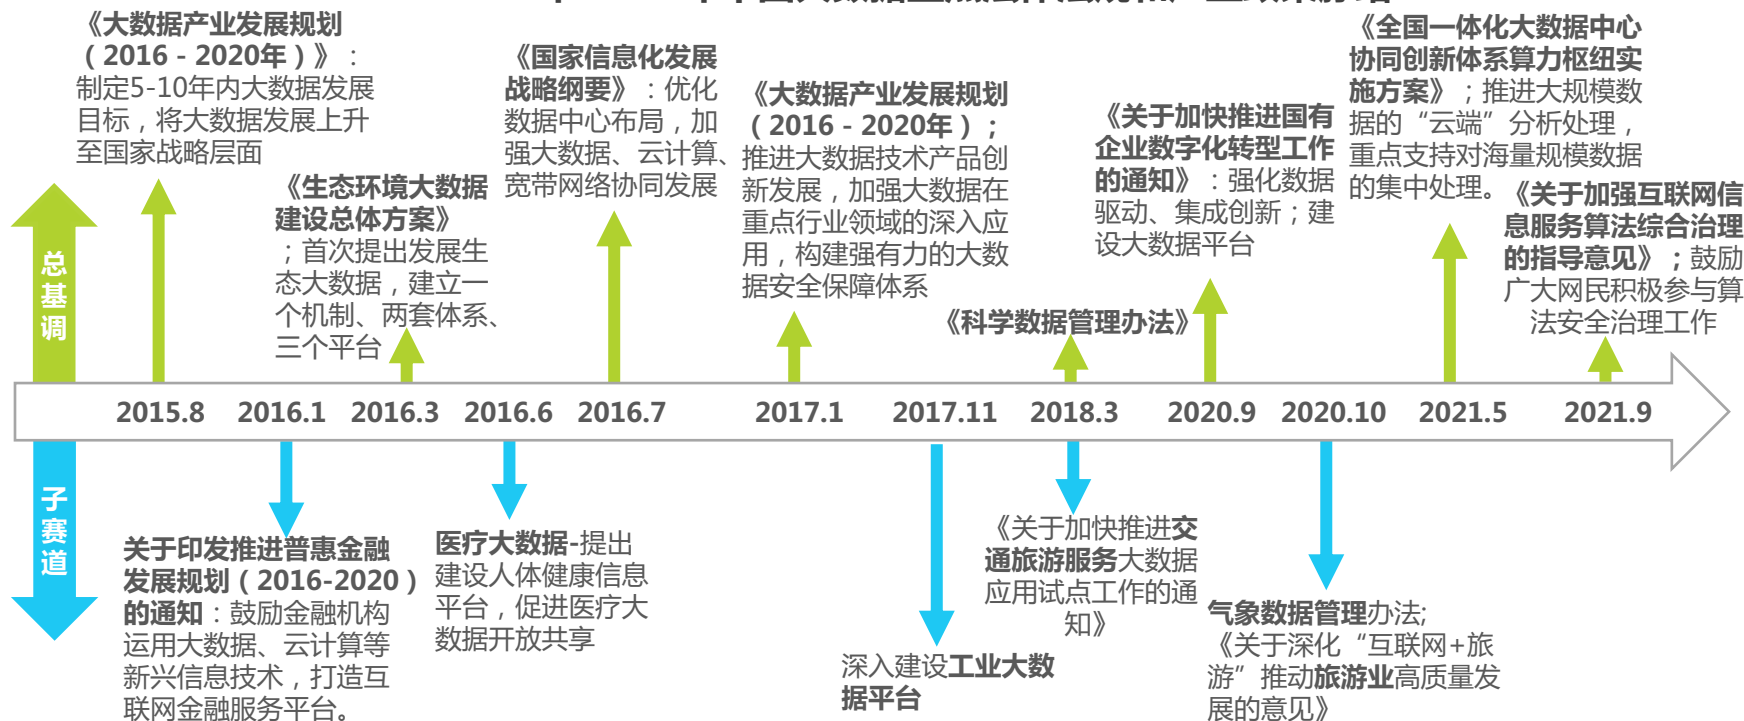 《大数据产业发展规划
（2016 - 2020年）》：
制定5-10年内大数据发展
目标，将大数据发展上升
至国家战略层面
《生态环境大数据
建设总体方案》
；首次提出发展生
态大数据，建立一
个机制、两套体系、
三个平台
《国家信息化发展
战略纲要》：优化
数据中心布局，加
强大数据、云计算、
宽带网络协同发展
《大数据产业发展规划
（2016 - 2020年）；
推进大数据技术产品创
新发展，加强大数据在
重点行业领域的深入应
用，构建强有力的大数
据安全保障体系
《科学数据管理办法》
《关于加快推进国有
企业数字化转型工作
的通知》：强化数据
驱动、集成创新；建
设大数据平台
《全国一体化大数据中心
协同创新体系算力枢纽实
施方案》；推进大规模数
据的“云端”分析处理，
重点支持对海量规模数据
的集中处理。
《关于加强互联网信
息服务算法综合治理
的指导意见》；鼓励
广大网民积极参与算
法安全治理工作
总基调
2015.8
2016.1
2016.3
2016.6
2016.7
2017.1
2017.11
2018.3
2020.9
2020.10
2021.5
2021.9
子赛道
关于印发推进普惠金融
发展规划（2016-2020）
的通知：鼓励金融机构
运用大数据、云计算等
新兴信息技术，打造互
联网金融服务平台。
医疗大数据-提出
建设人体健康信息
平台，促进医疗大
数据开放共享
深入建设工业大数
据平台
《关于加快推进交
通旅游服务大数据
应用试点工作的通
知》
气象数据管理办法;
《关于深化“互联网+旅
游”推动旅游业高质量发
展的意见》